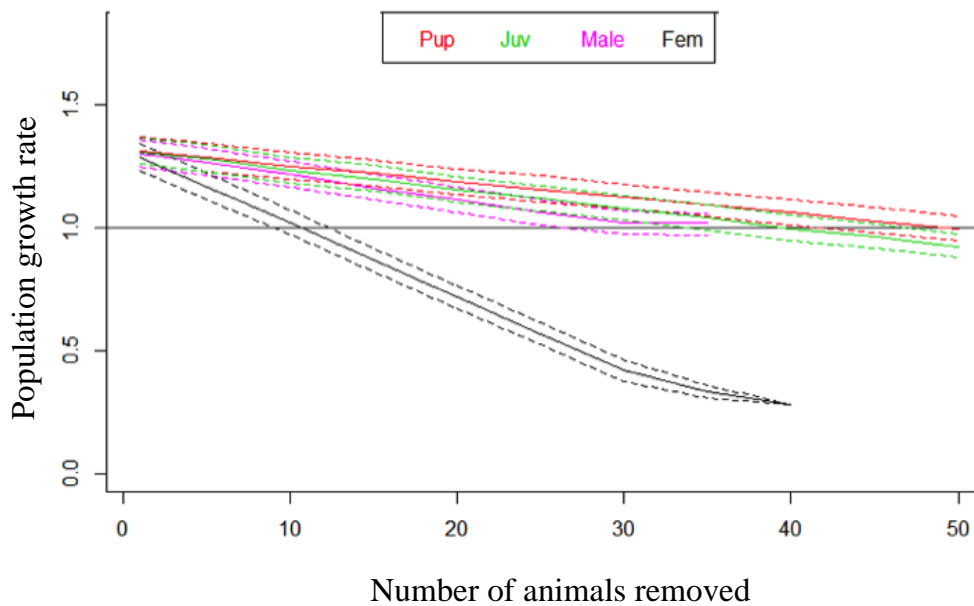 Pup Juv Male Fem
Population growth rate
1.5
1.0
0.5
0.0
0 10 20 30 40 50
Number of animals removed